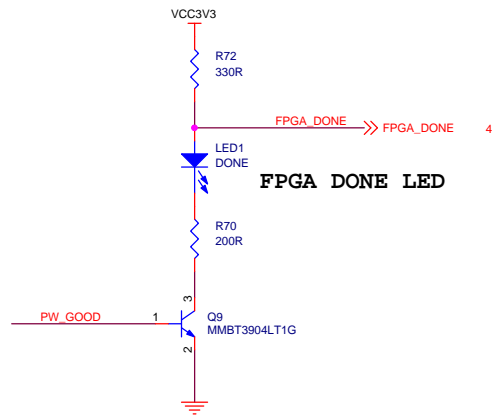 VCC3V3
R72
330R
FPGA_DONE
FPGA_DONE 4
LED1
DONE
FPGA DONE LED
R70
200R
3
PW_GOOD
1
Q9
MMBT3904LT1G
2